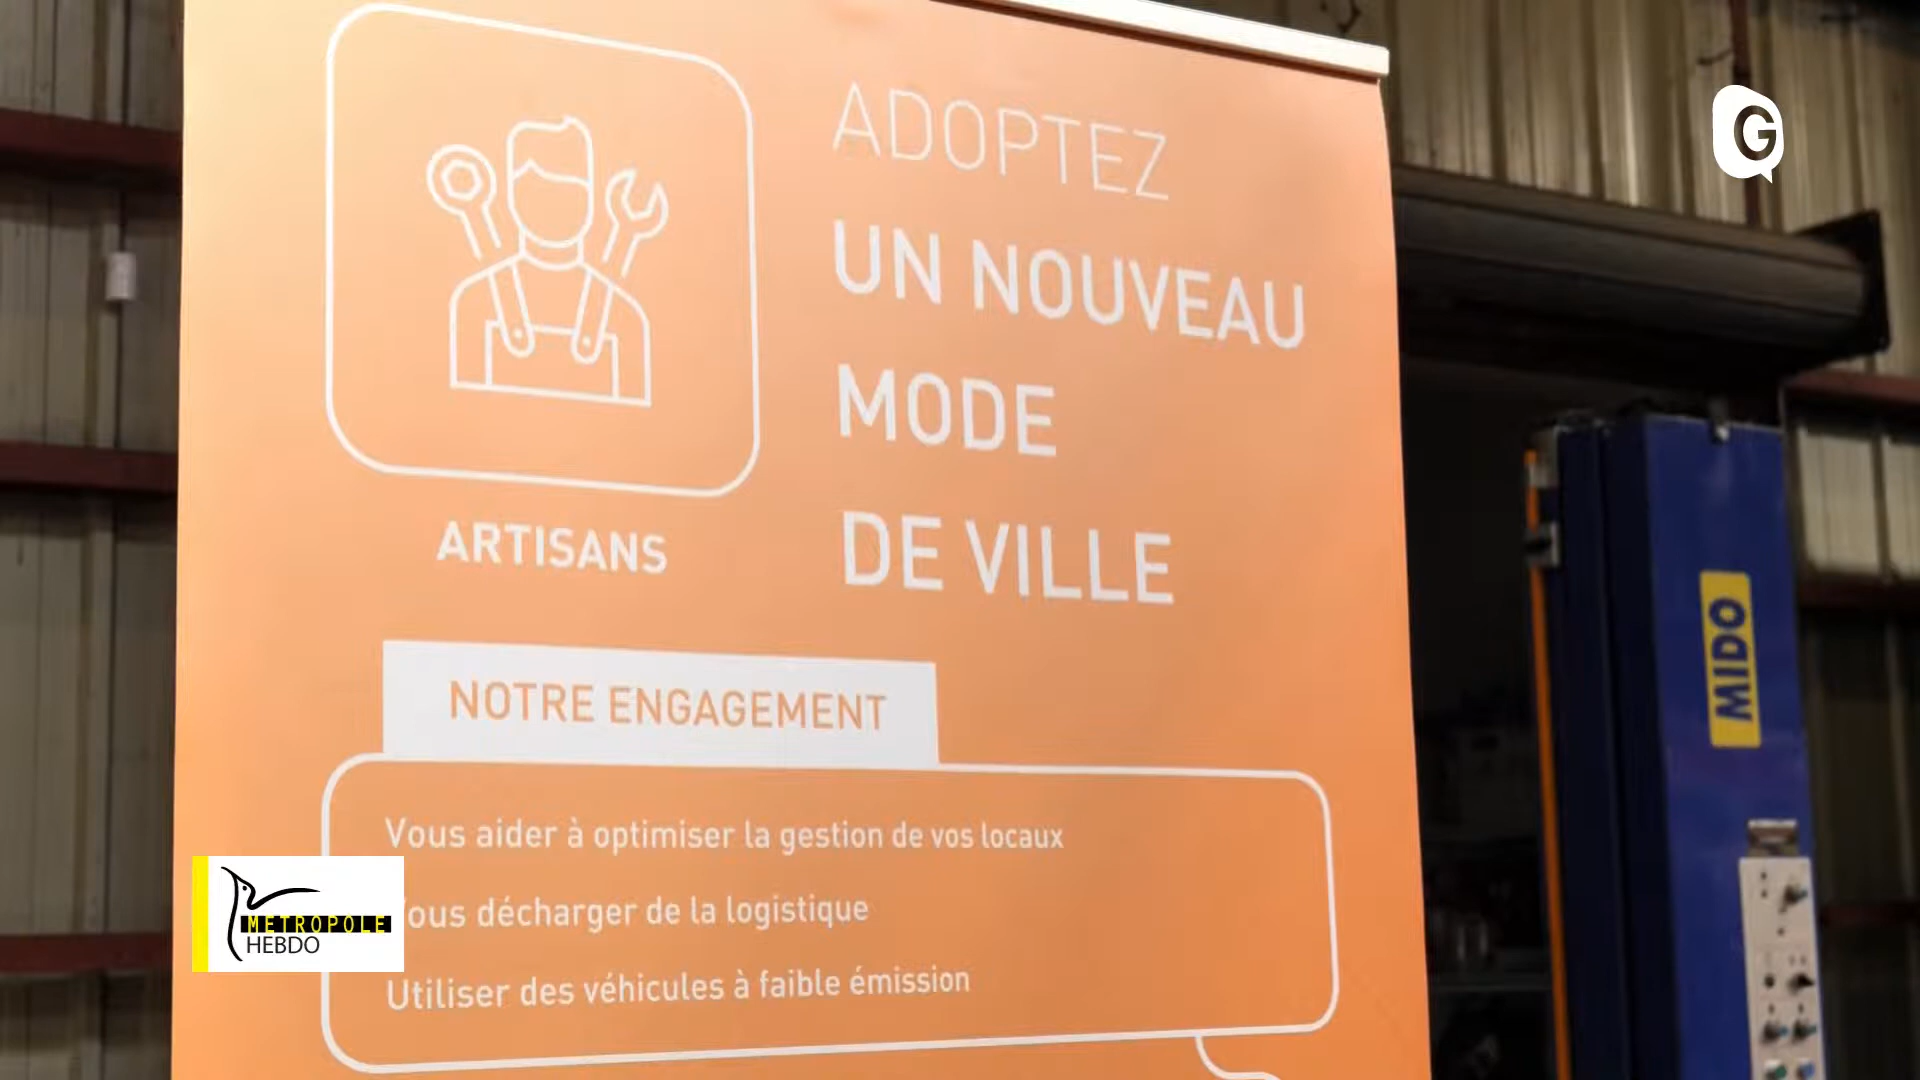 ADOPTEZ
UN NOUVEAU
MODE
DE VILLE
ARTISANS
NOTRE ENGAGEMENT
Vous aider à optimiser la gestion de vos locaux
Vous décharger de la logistique
Utiliser des véhicules à faible émission
MIDO
G
METROPOLE
HEBDO